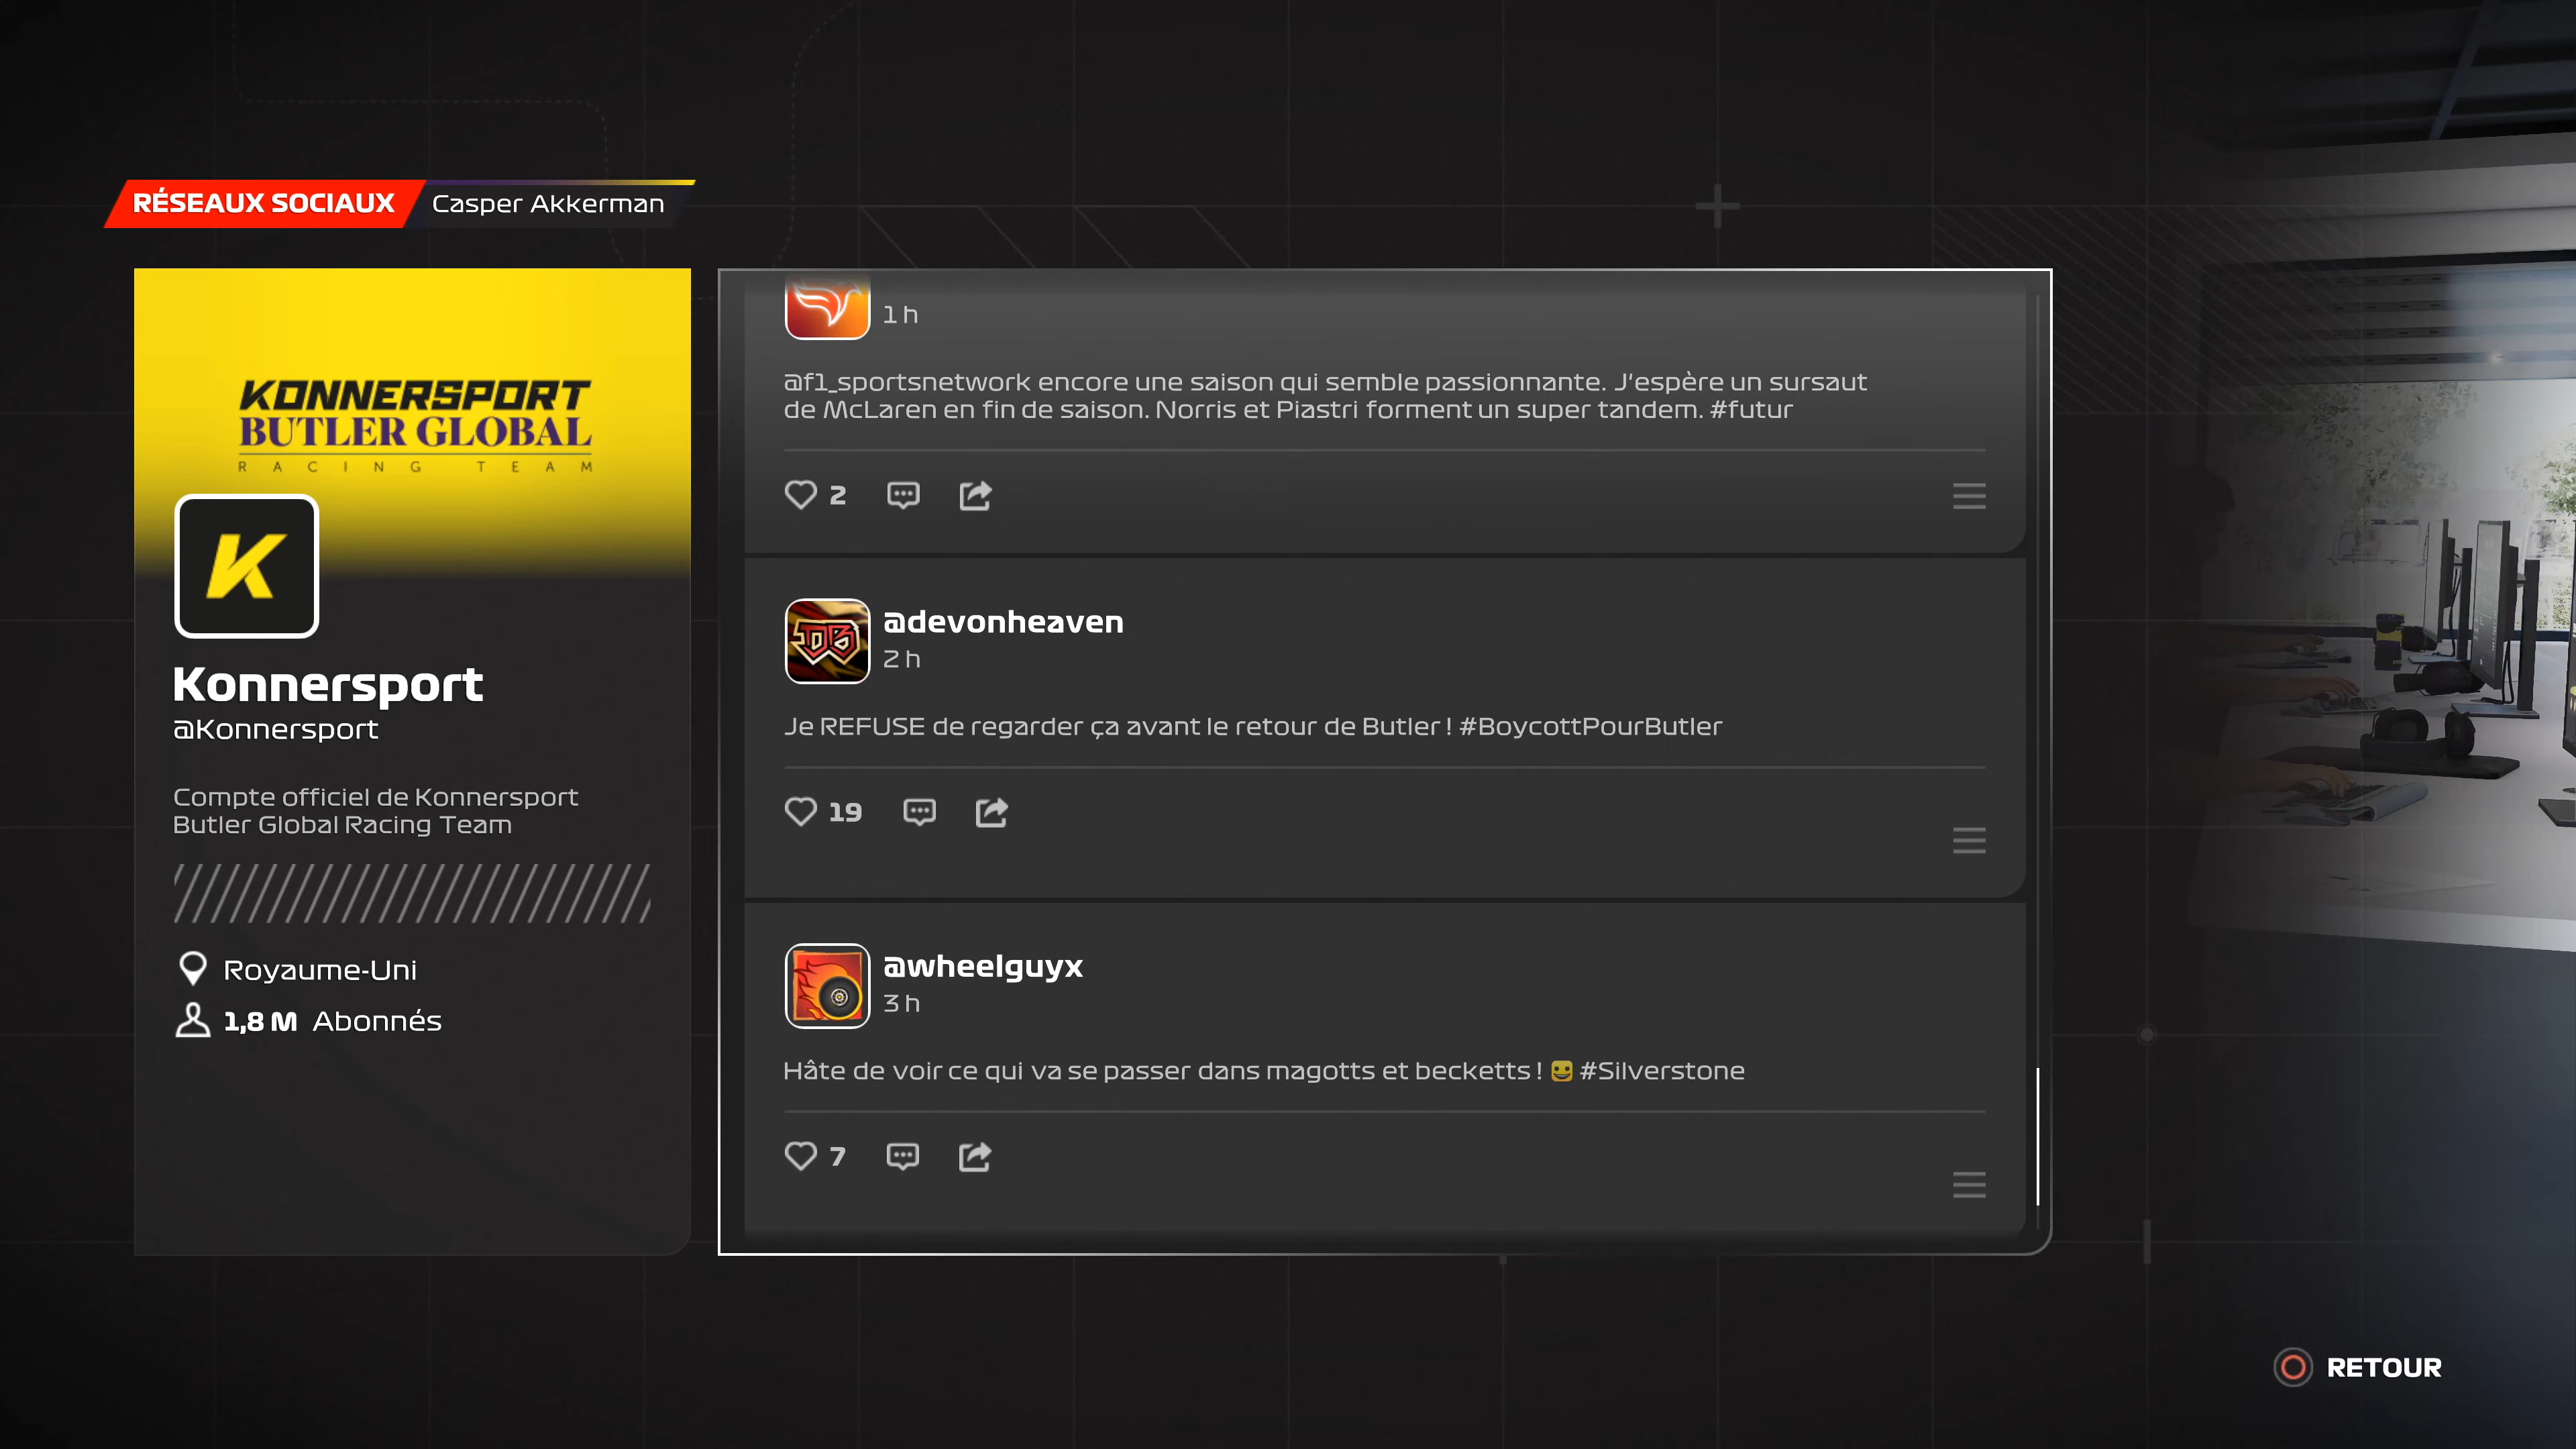 RÉSEAUX SOCIAUX Casper Akkerman
KONNERSPORT
BUTLER GLOBAL
RACING TEAM
K
Konnersport
@Konnersport
Compte officiel de Konnersport
Butler Global Racing Team
Royaume-Uni
1,8 M Abonnés
1 h
@f1_sportsnetwork encore une saison qui semble passionnante. J'espère un sursaut
de McLaren en fin de saison. Norris et Piastri forment un super tandem. #futur
2
DB
@devonheaven
2 h
Je REFUSE de regarder ça avant le retour de Butler ! #BoycottPourButler
19
@wheelguyx
3 h
Hâte de voir ce qui va se passer dans magotts et becketts ! 😀 #Silverstone
7
RETOUR